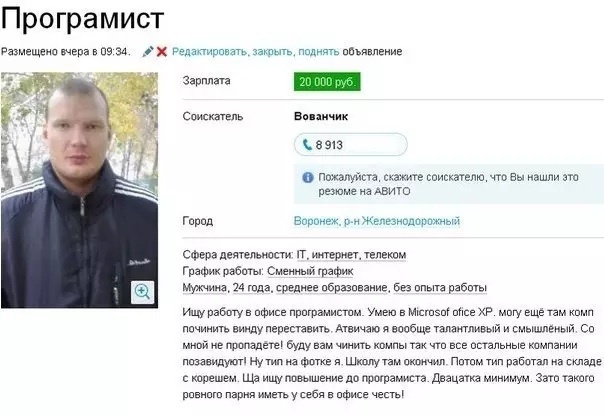 Програмист
Размещено вчера в 09:34. Редактировать, закрыть, поднять объявление
Зарплата 20 000 руб.
Соискатель Вованчик
8 913
Пожалуйста, скажите соискателю, что Вы нашли это
резюме на АВИТО
Город Воронеж, р-н Железнодорожный
Сфера деятельности: IT, интернет, телеком
График работы: Сменный график
Мужчина, 24 года, среднее образование, без опыта работы
Ищу работу в офисе програмистом. Умею в Microsof ofice XP. могу ещё там комп
починить винду переставить. Атвичаю я вообще талантливый и смышлёный. Со
мной не пропадёте! буду вам чинить компы так что все остальные компании
позавидуют! Ну тип на фотке я. Школу там окончил. Потом тип работал на складе
с корешем. Ща ищу повышение до програмиста. Двацатка минимум. Зато такого
ровного парня иметь у себя в офисе честь!